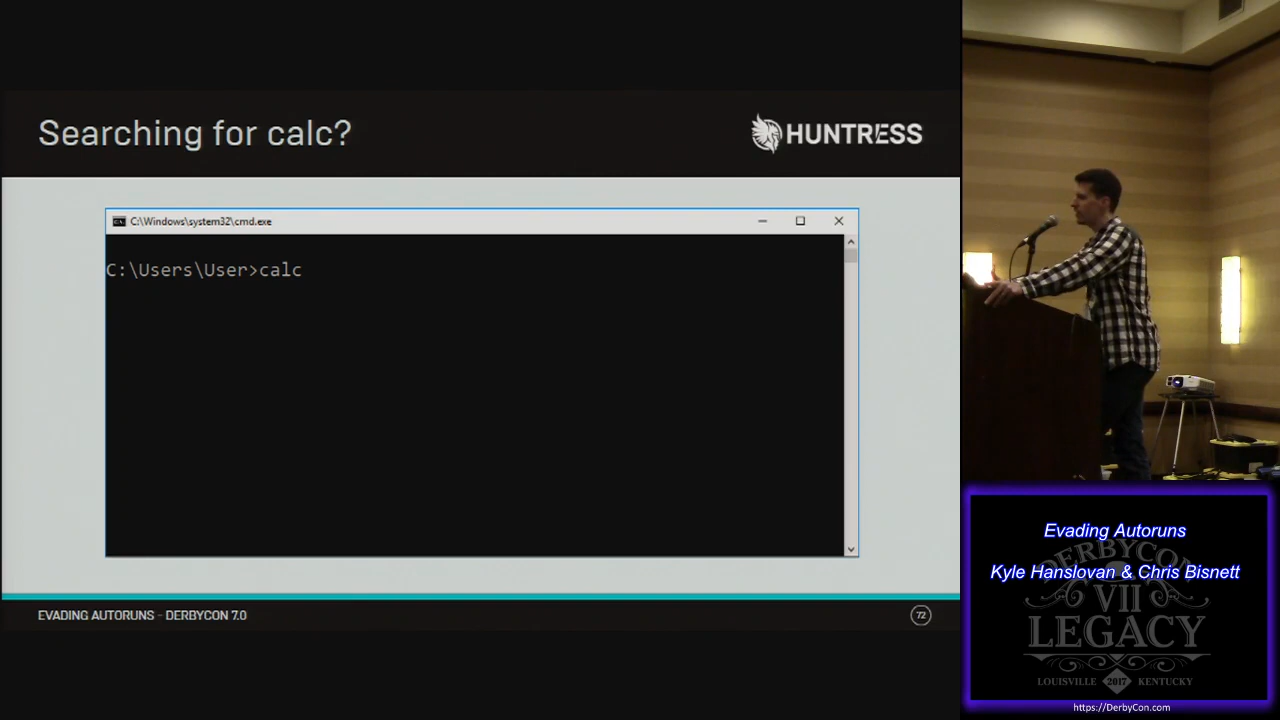 Searching for calc?
HUNTRESS
C:\Windows\system32\cmd.exe
C:\Users\User>calc
EVADING AUTORUNS - DERBYCON 7.0
72
Evading Autoruns
Kyle Hanslovan & Chris Bisnett
DERBYCON
VII
LEGACY
LOUISVILLE 2017 KENTUCKY
https://DerbyCon.com